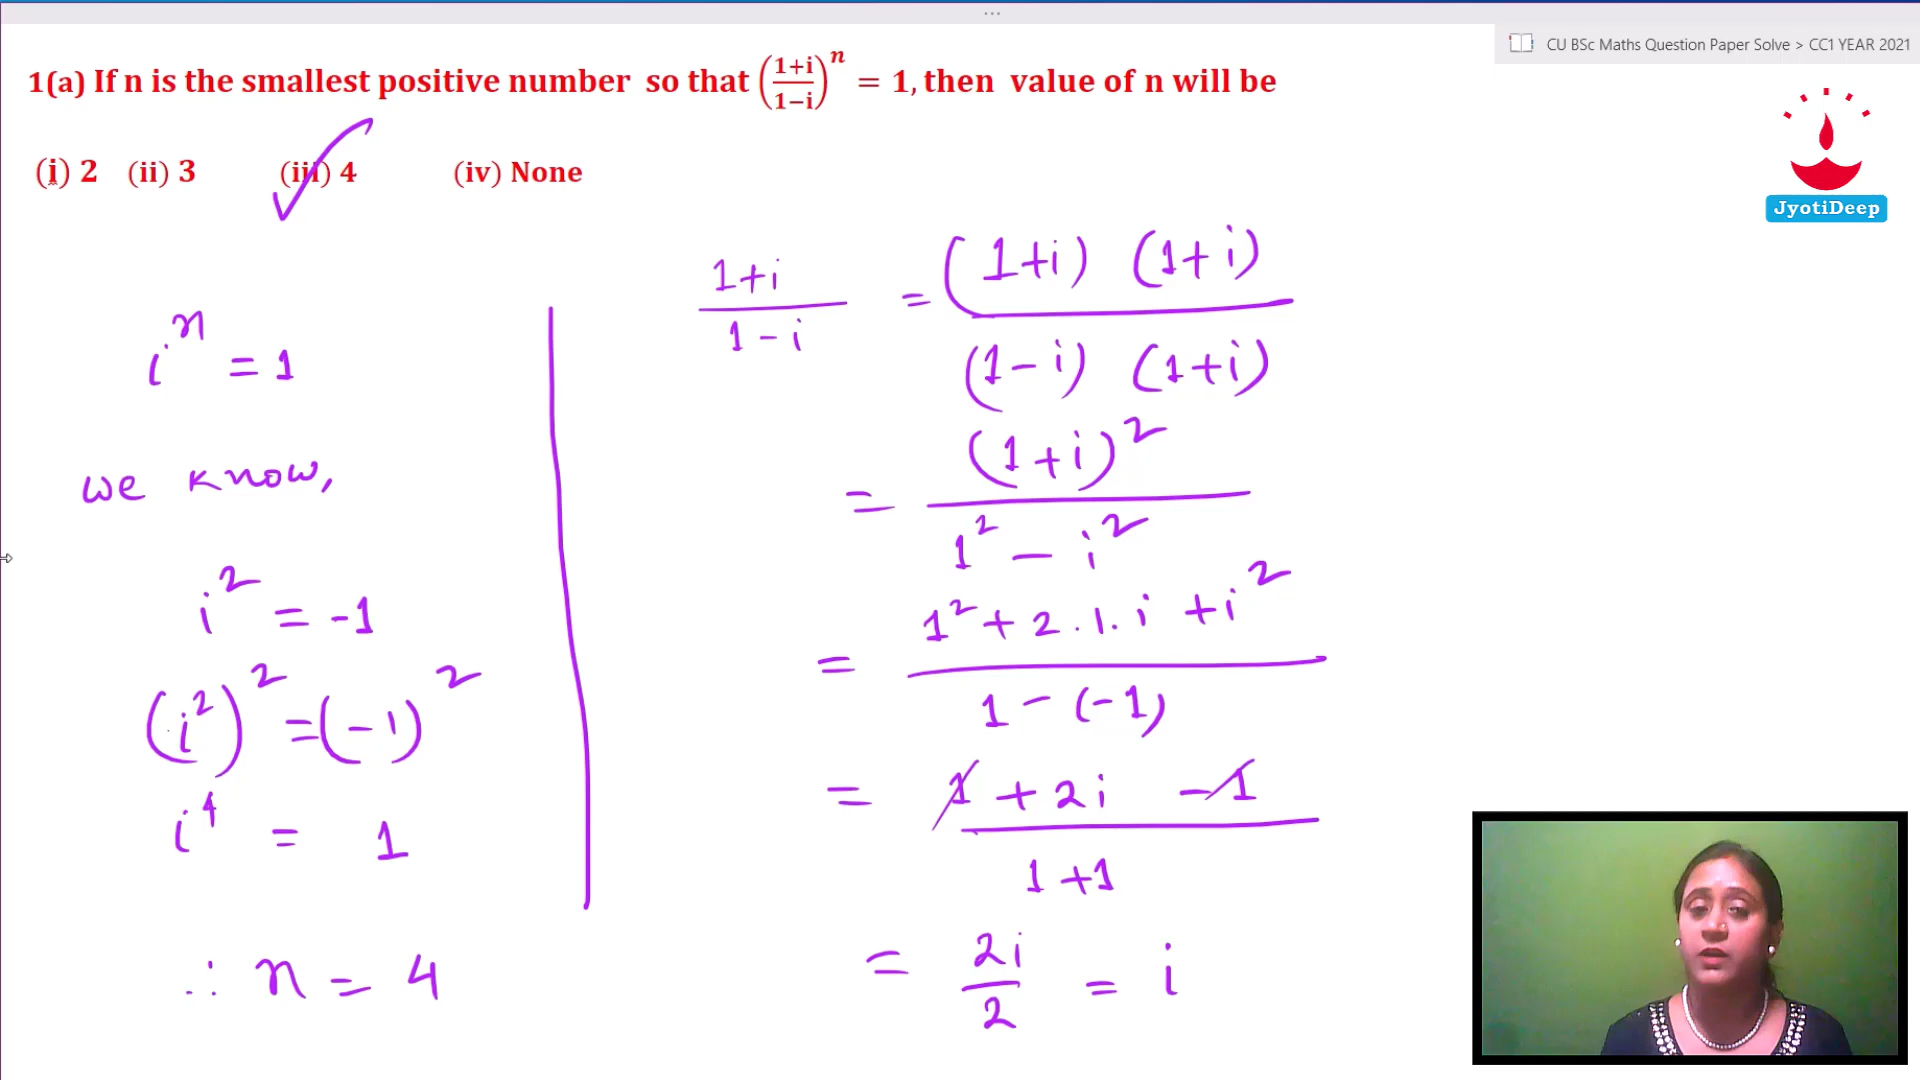 ...
CU BSc Maths Question Paper Solve > CC1 YEAR 2021
1(a) If n is the smallest positive number so that ((1+i)/(1−i))^n = 1, then value of n will be
(i) 2 (ii) 3 (iii) 4 (iv) None
JyotiDeep
i^n = 1
we know,
i^2 = -1
(i^2)^2 = (-1)^2
i^4 = 1
∴ n = 4
(1+i)/(1-i) = ((1+i) (1+i))/((1-i) (1+i))
= (1+i)^2/(1^2 - i^2)
= (1^2 + 2.1.i + i^2)/(1 - (-1))
= (1 + 2i - 1)/(1+1)
= 2i/2 = i